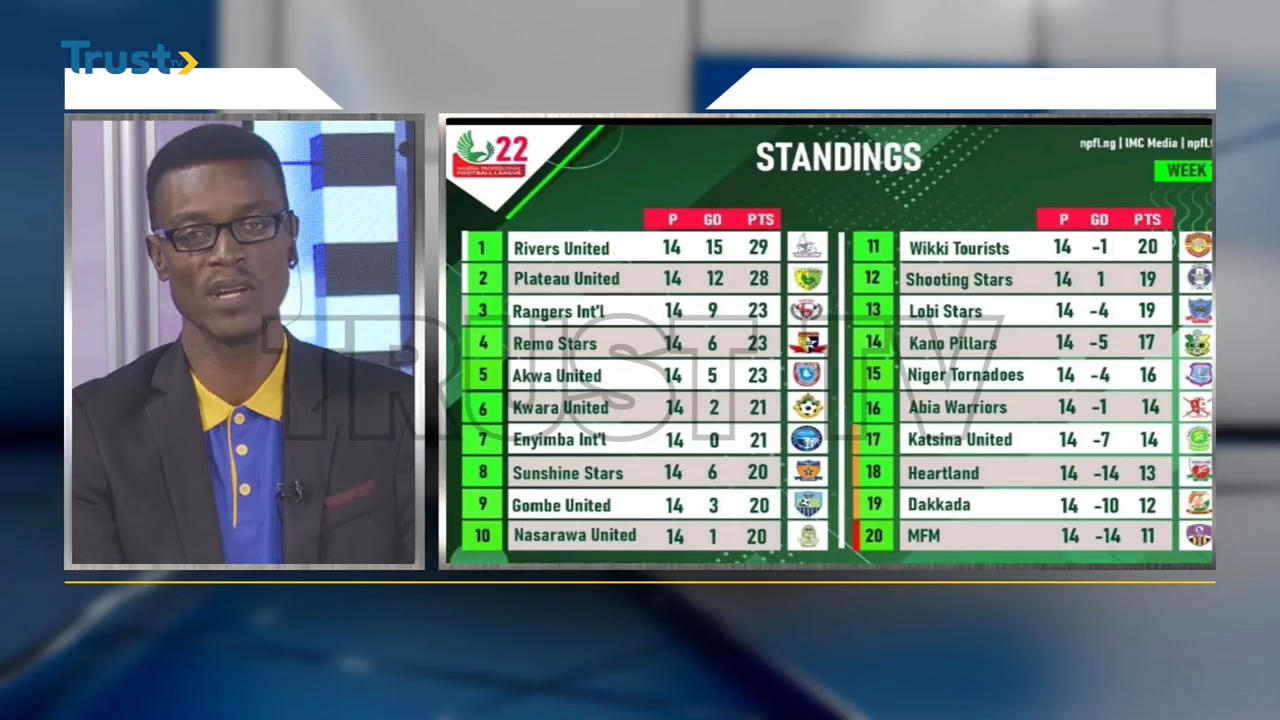 Trust TV
22
NIGERIA PROFESSIONAL
FOOTBALL LEAGUE
STANDINGS
npfl.ng | IMC Media | npfl.
WEEK
P GD PTS
1 Rivers United 14 15 29
2 Plateau United 14 12 28
3 Rangers Int'l 14 9 23
4 Remo Stars 14 6 23
5 Akwa United 14 5 23
6 Kwara United 14 2 21
7 Enyimba Int'l 14 0 21
8 Sunshine Stars 14 6 20
9 Gombe United 14 3 20
10 Nasarawa United 14 1 20
P GD PTS
11 Wikki Tourists 14 -1 20
12 Shooting Stars 14 1 19
13 Lobi Stars 14 -4 19
14 Kano Pillars 14 -5 17
15 Niger Tornadoes 14 -4 16
16 Abia Warriors 14 -1 14
17 Katsina United 14 -7 14
18 Heartland 14 -14 13
19 Dakkada 14 -10 12
20 MFM 14 -14 11
TRUST TV